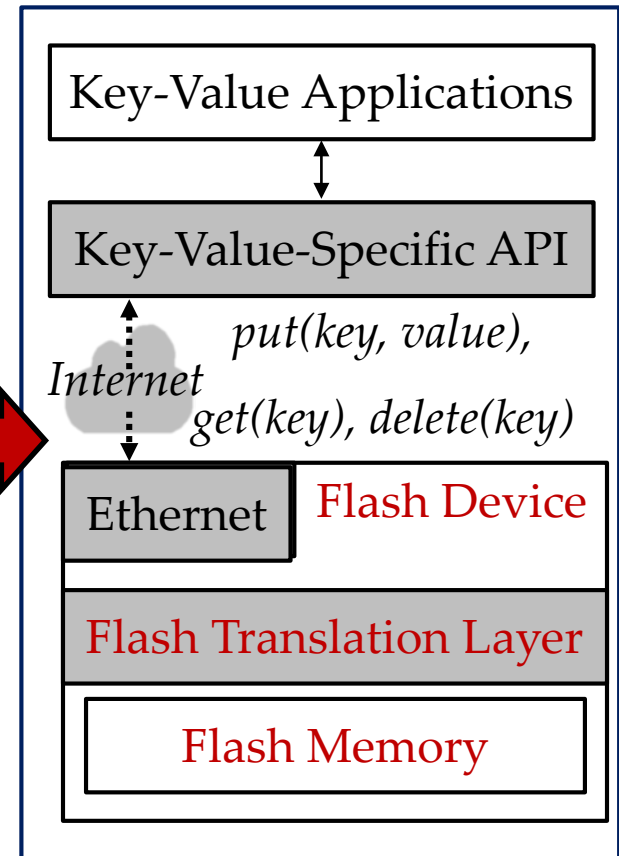 Key-Value Applications
Key-Value-Specific API
put(key, value),
Internet
get(key), delete(key)
Ethernet
Flash Device
Flash Translation Layer
Flash Memory